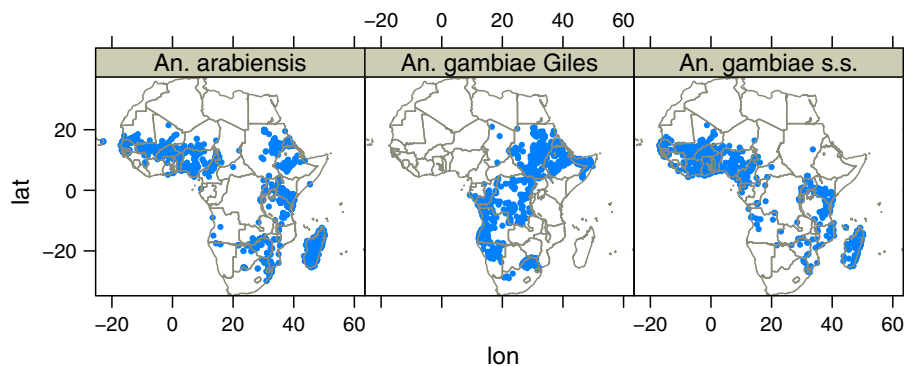 −20 0 20 40 60
An. arabiensis An. gambiae Giles An. gambiae s.s.
20
0
−20
lat
−20 0 20 40 60 −20 0 20 40 60
lon